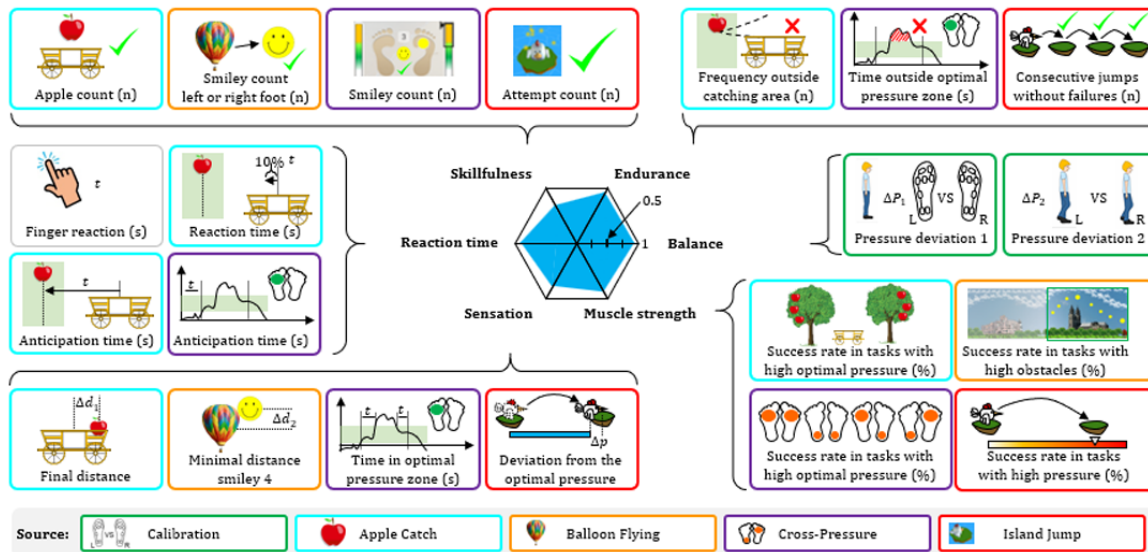 Apple count (n)
Smiley count
left or right foot (n)
3
Smiley count (n)
Attempt count (n)
Frequency outside
catching area (n)
Time outside optimal
pressure zone (s)
Consecutive jumps
without failures (n)
t
Finger reaction (s)
10% t
Reaction time (s)
t
Anticipation time (s)
t
Anticipation time (s)
Skillfulness
Endurance
0.5
Reaction time
1
Balance
Sensation
Muscle strength
ΔP₁
L
VS
R
Pressure deviation 1
ΔP₂
L
VS
R
Pressure deviation 2
Success rate in tasks with
high optimal pressure (%)
Success rate in tasks with
high obstacles (%)
Δd₁
Final distance
Δd₂
Minimal distance
smiley 4
t
t
Time in optimal
pressure zone (s)
Δp
Deviation from the
optimal pressure
Success rate in tasks with
high optimal pressure (%)
Success rate in tasks
with high pressure (%)
Source:
L VS R
Calibration
Apple Catch
Balloon Flying
Cross-Pressure
Island Jump